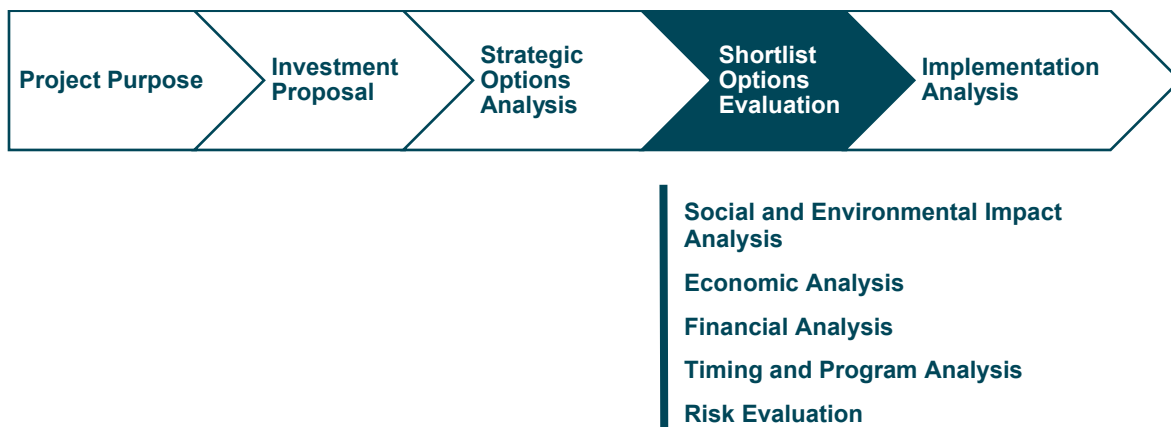 Project Purpose
Investment
Proposal
Strategic
Options
Analysis
Shortlist
Options
Evaluation
Implementation
Analysis
Social and Environmental Impact
Analysis
Economic Analysis
Financial Analysis
Timing and Program Analysis
Risk Evaluation